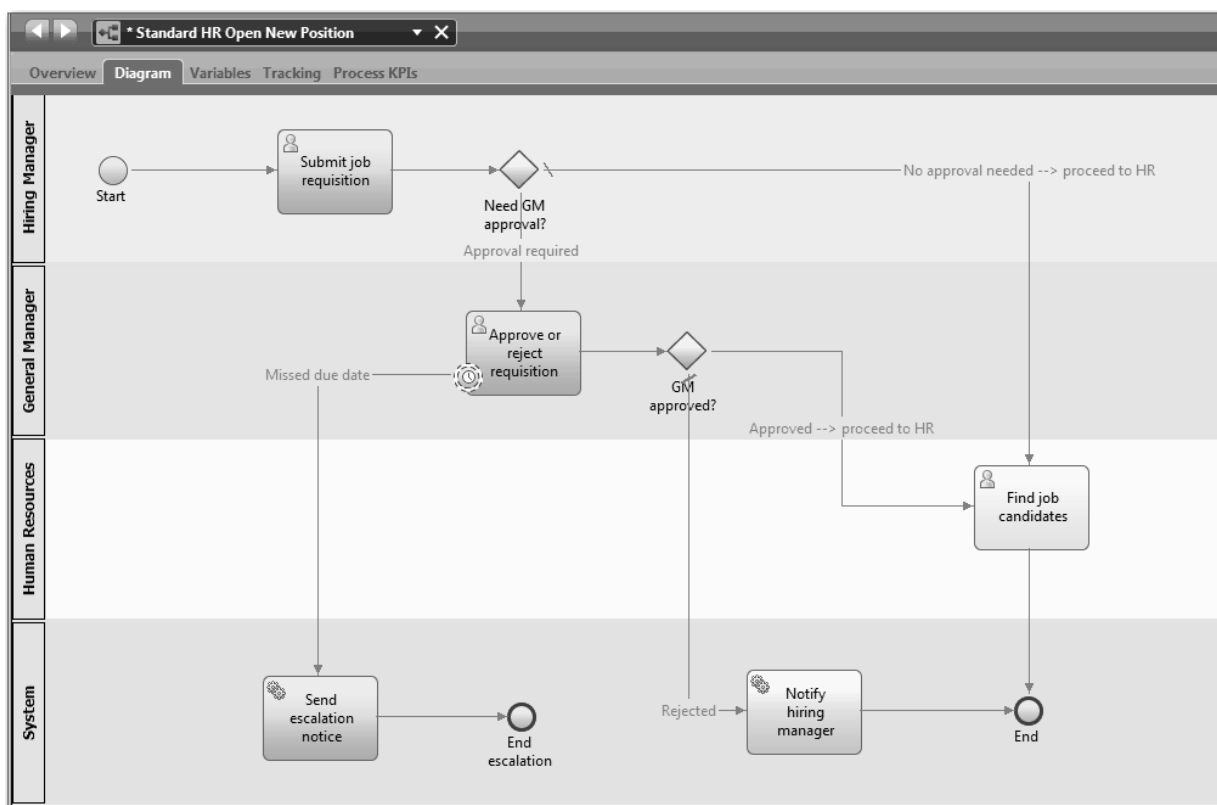 * Standard HR Open New Position
Overview Diagram Variables Tracking Process KPIs
Hiring Manager
Start
Submit job
requisition
Need GM
approval?
No approval needed --> proceed to HR
Approval required
General Manager
Approve or
reject
requisition
Missed due date
GM
approved?
Approved --> proceed to HR
Human Resources
Find job
candidates
System
Send
escalation
notice
End
escalation
Rejected
Notify
hiring
manager
End